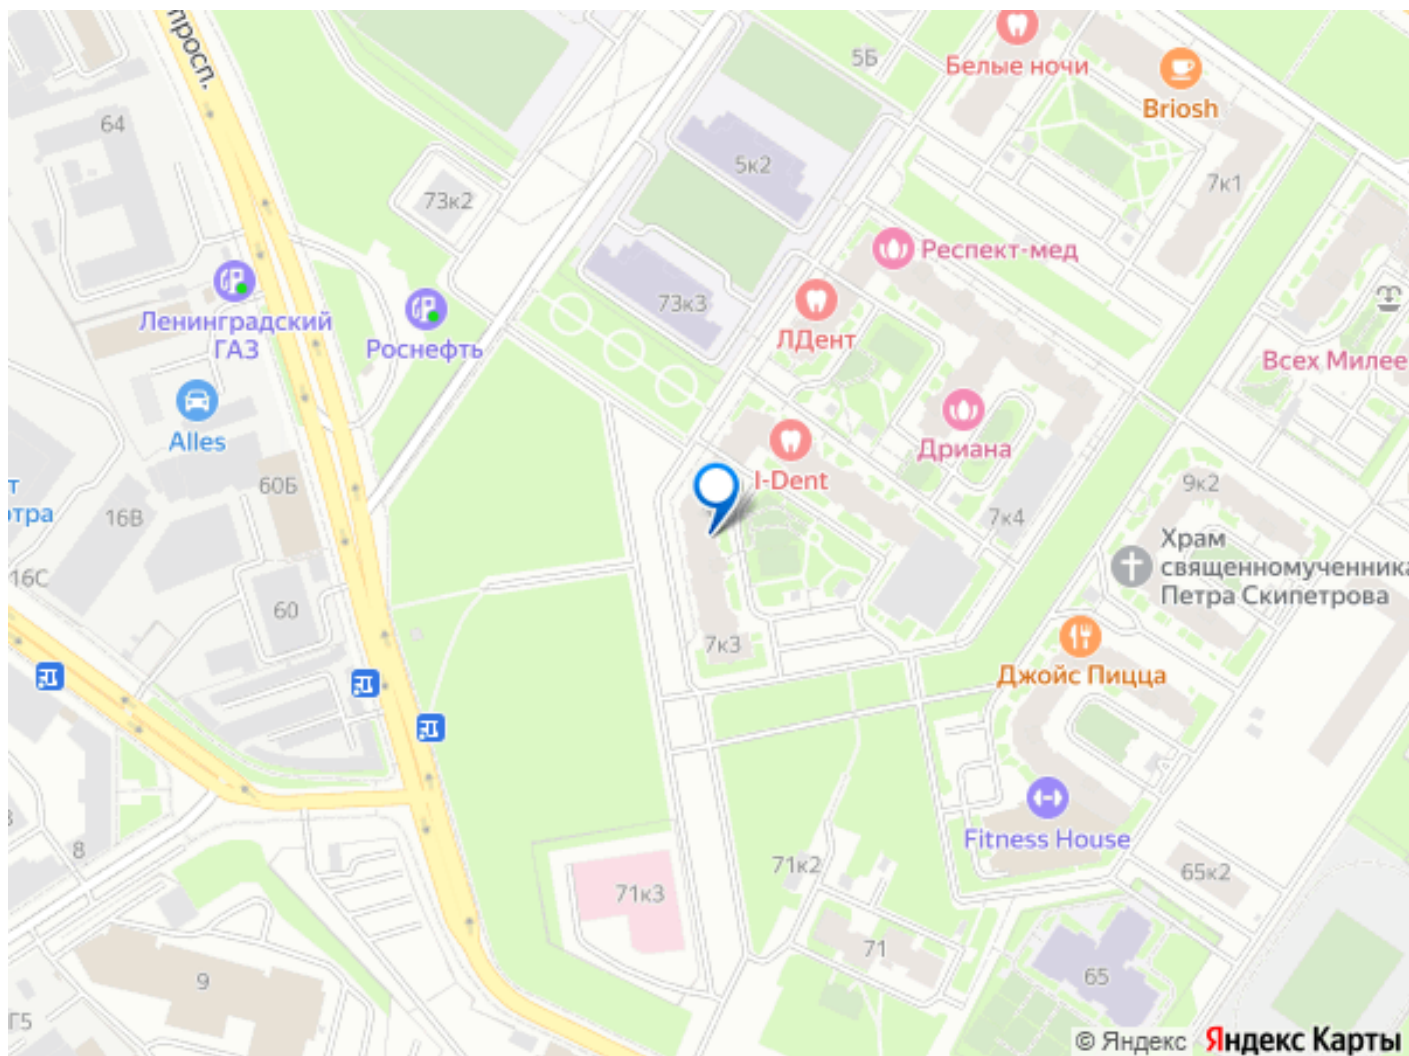 просп.
64
5Б
Белые ночи
Briosh
5к2
7к1
73к2
Респект-мед
73к3
Ленинградский
ГАЗ
Роснефть
ЛДент
Всех Милее
Alles
Дриана
I-Dent
60Б
16В
9к2
7к4
Храм
священномученика
Петра Скипетрова
16С
60
7к3
Джойс Пицца
Fitness House
8
71к2
65к2
71к3
71
65
9
Г5
© Яндекс
Яндекс Карты